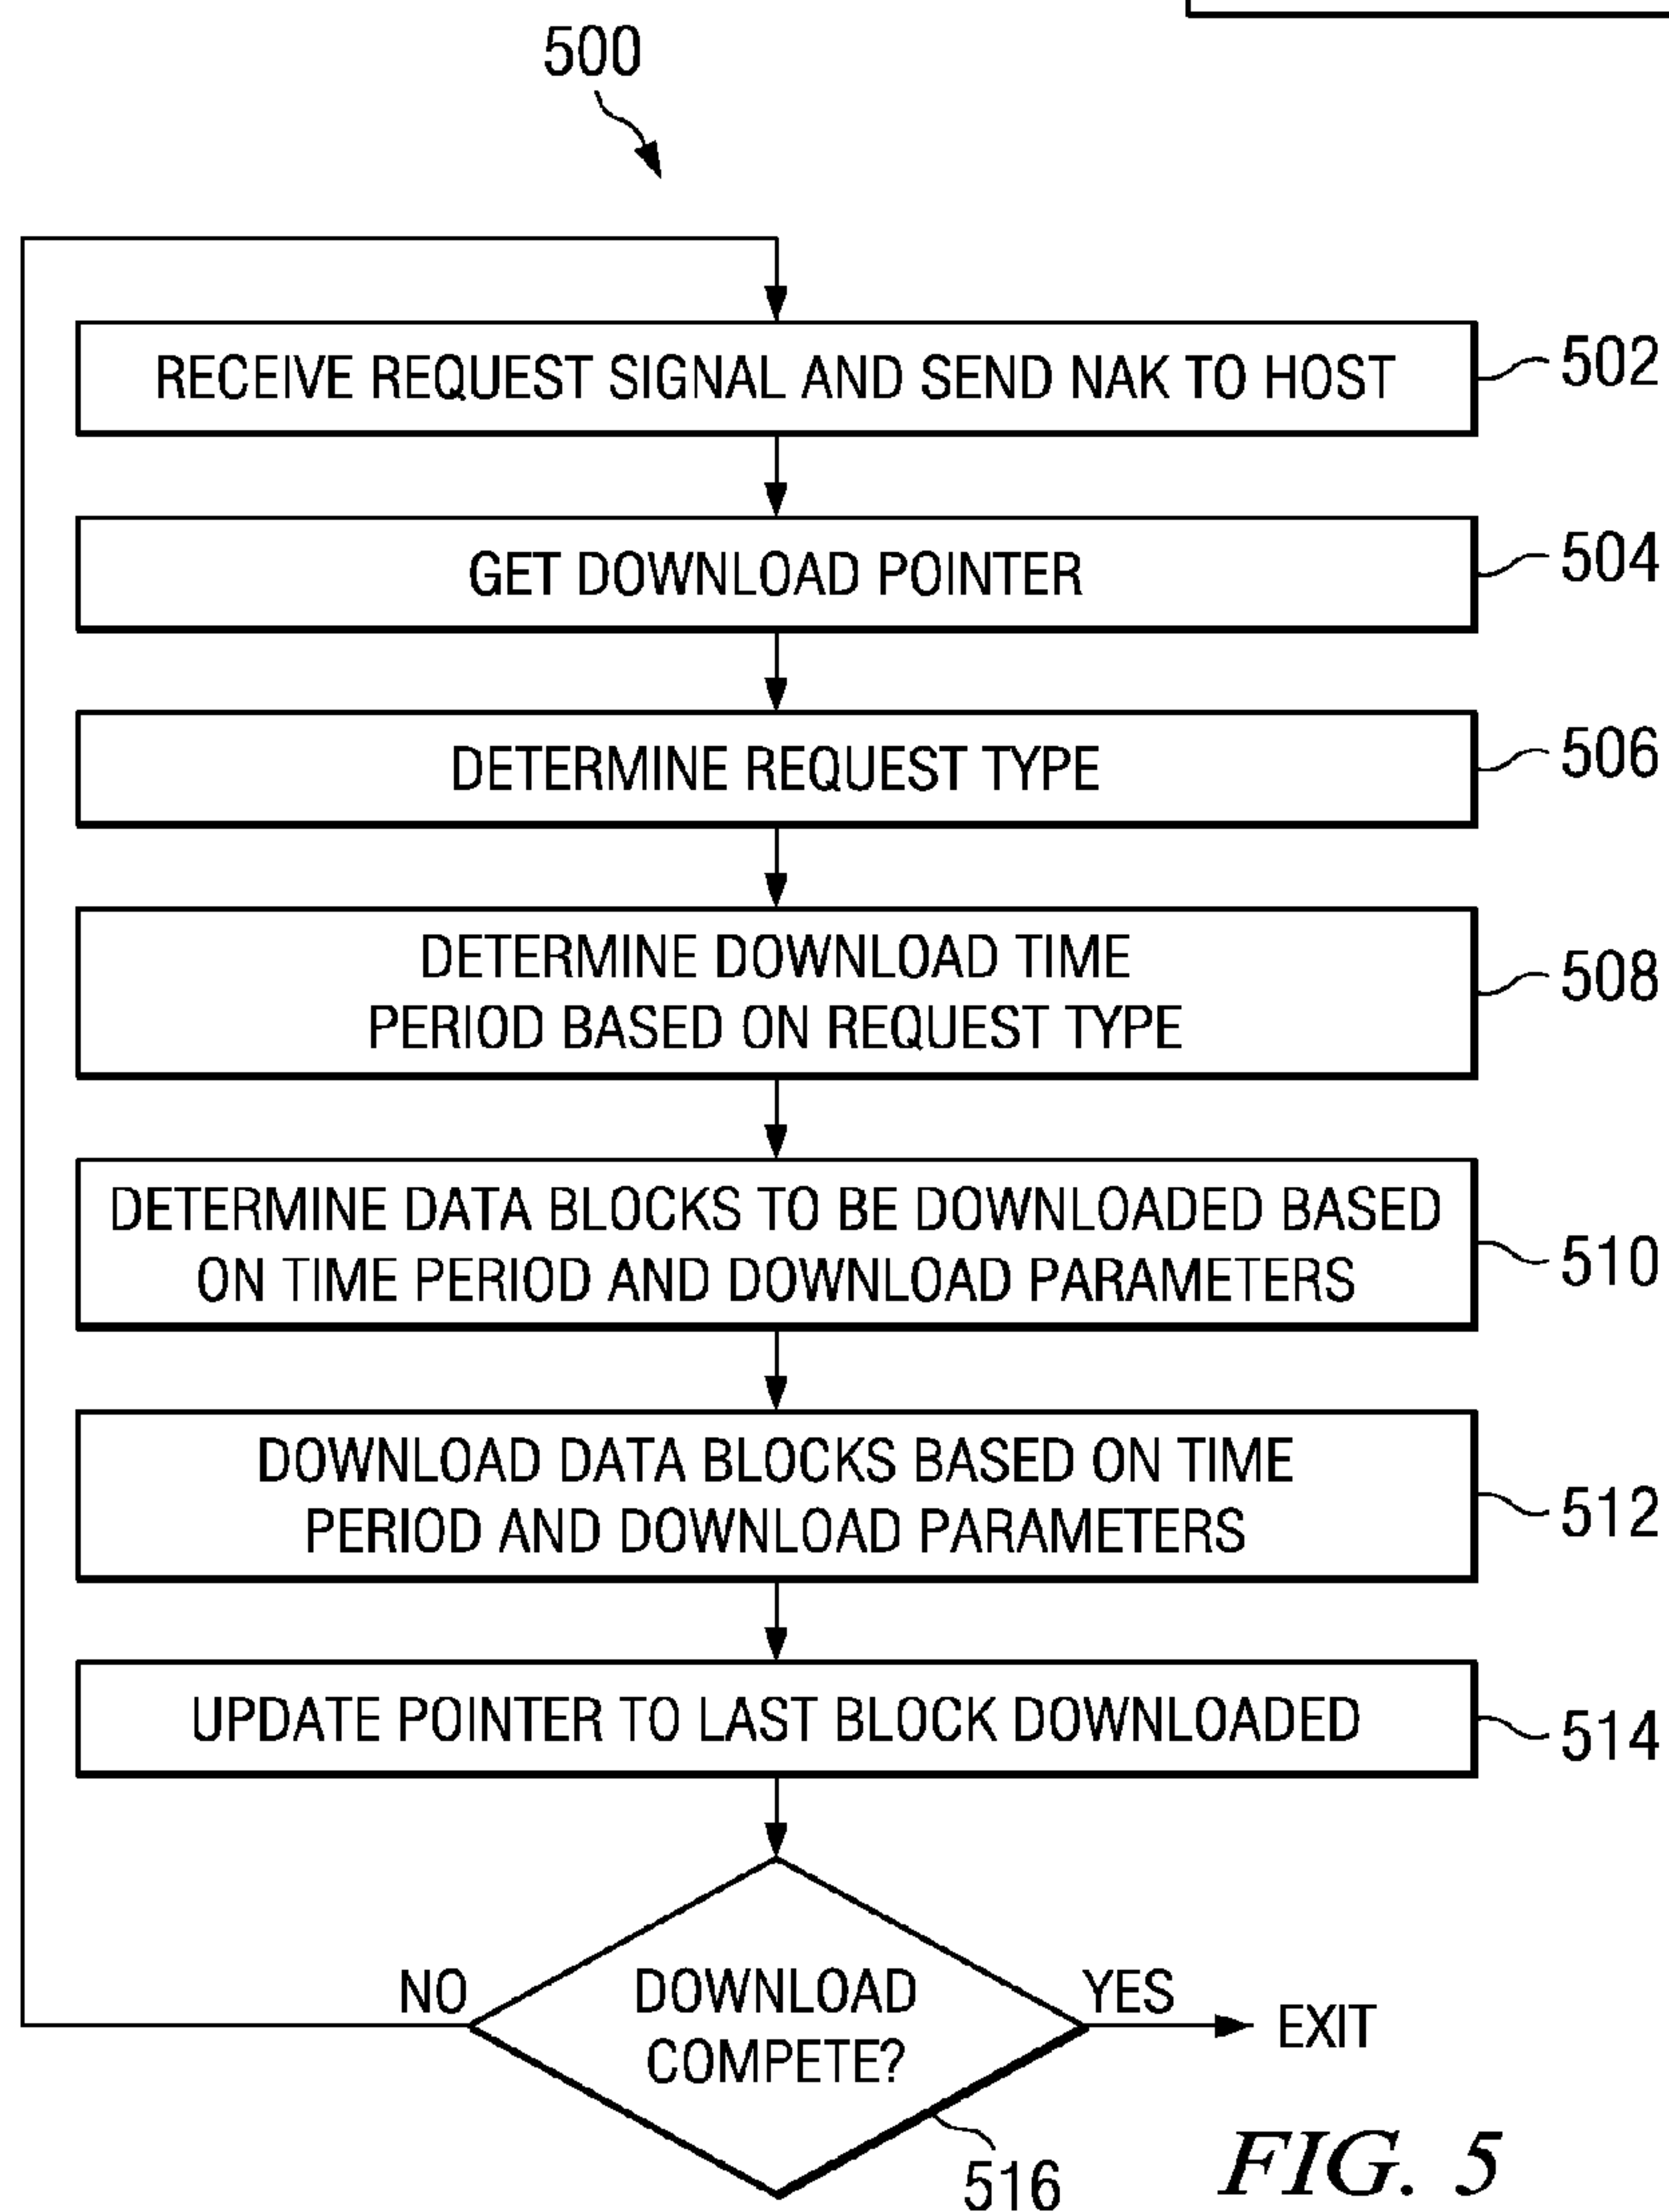 500
RECEIVE REQUEST SIGNAL AND SEND NAK TO HOST
502
GET DOWNLOAD POINTER
504
DETERMINE REQUEST TYPE
506
DETERMINE DOWNLOAD TIME
PERIOD BASED ON REQUEST TYPE
508
DETERMINE DATA BLOCKS TO BE DOWNLOADED BASED
ON TIME PERIOD AND DOWNLOAD PARAMETERS
510
DOWNLOAD DATA BLOCKS BASED ON TIME
PERIOD AND DOWNLOAD PARAMETERS
512
UPDATE POINTER TO LAST BLOCK DOWNLOADED
514
NO
DOWNLOAD
COMPETE?
YES
EXIT
516
FIG. 5